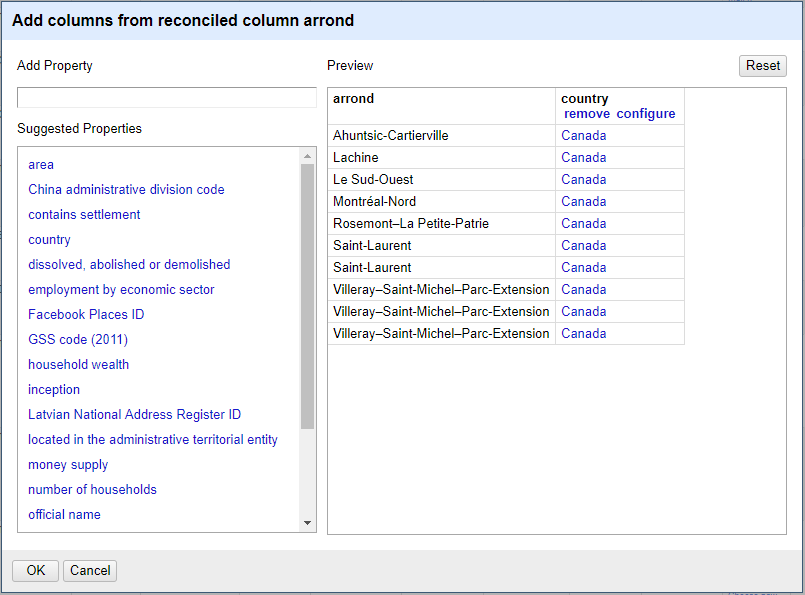 Add columns from reconciled column arrond
Add Property
Suggested Properties
area
China administrative division code
contains settlement
country
dissolved, abolished or demolished
employment by economic sector
Facebook Places ID
GSS code (2011)
household wealth
inception
Latvian National Address Register ID
located in the administrative territorial entity
money supply
number of households
official name
Preview
Reset
arrond country
remove configure
Ahuntsic-Cartierville Canada
Lachine Canada
Le Sud-Ouest Canada
Montréal-Nord Canada
Rosemont–La Petite-Patrie Canada
Saint-Laurent Canada
Saint-Laurent Canada
Villeray–Saint-Michel–Parc-Extension Canada
Villeray–Saint-Michel–Parc-Extension Canada
Villeray–Saint-Michel–Parc-Extension Canada
OK Cancel